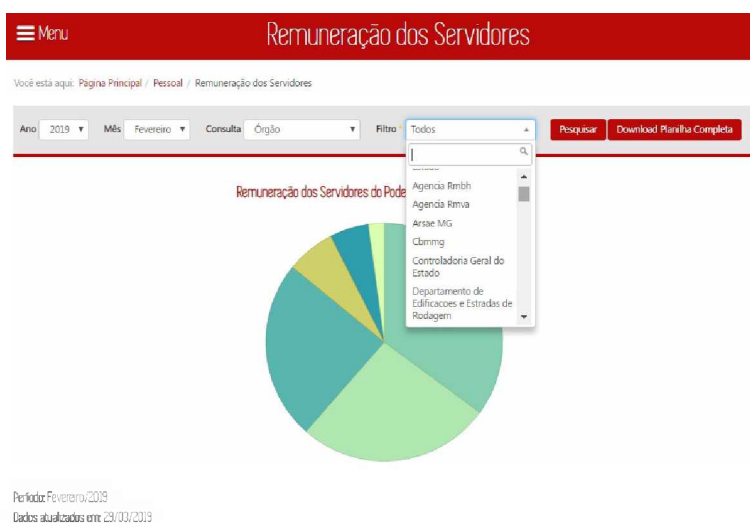 Menu
Remuneração dos Servidores
Você está aqui: Página Principal / Pessoal / Remuneração dos Servidores
Ano 2019 Mês Fevereiro Consulta Órgão Filtro * Todos Pesquisar Download Planilha Completa
Agencia Rmbh
Remuneração dos Servidores do Pode
Agencia Rmva
Arsae MG
Cbmmg
Controladoria Geral do
Estado
Departamento de
Edificacoes e Estradas de
Rodagem
Período: Fevereiro/2019
Dados atualizados em: 29/03/2019